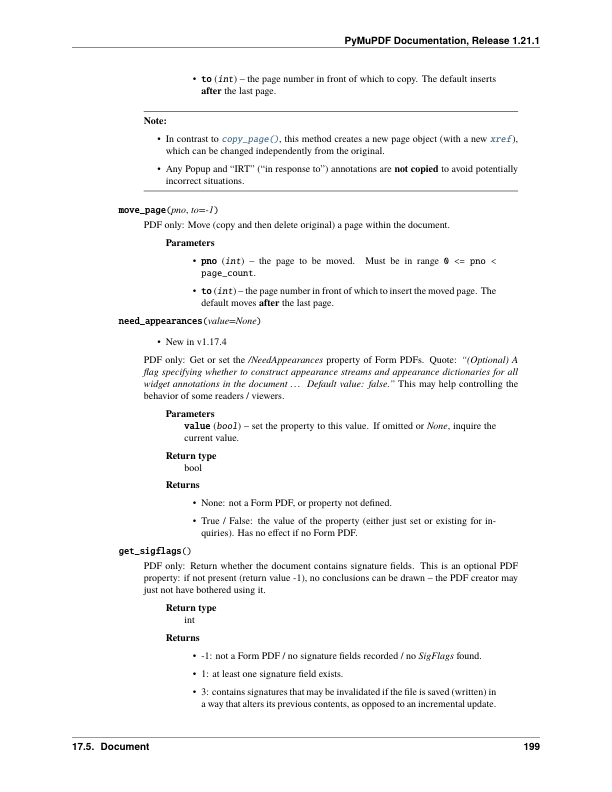 PyMuPDF Documentation, Release 1.21.1
• to (int) – the page number in front of which to copy. The default inserts
after the last page.
Note:
• In contrast to copy_page(), this method creates a new page object (with a new xref),
which can be changed independently from the original.
• Any Popup and “IRT” (“in response to”) annotations are not copied to avoid potentially
incorrect situations.
move_page(pno, to=-1)
PDF only: Move (copy and then delete original) a page within the document.
Parameters
• pno (int) – the page to be moved. Must be in range 0 <= pno <
page_count.
• to (int) – the page number in front of which to insert the moved page. The
default moves after the last page.
need_appearances(value=None)
• New in v1.17.4
PDF only: Get or set the /NeedAppearances property of Form PDFs. Quote: “(Optional) A
flag specifying whether to construct appearance streams and appearance dictionaries for all
widget annotations in the document ... Default value: false.” This may help controlling the
behavior of some readers / viewers.
Parameters
value (bool) – set the property to this value. If omitted or None, inquire the
current value.
Return type
bool
Returns
• None: not a Form PDF, or property not defined.
• True / False: the value of the property (either just set or existing for in-
quiries). Has no effect if no Form PDF.
get_sigflags()
PDF only: Return whether the document contains signature fields. This is an optional PDF
property: if not present (return value -1), no conclusions can be drawn – the PDF creator may
just not have bothered using it.
Return type
int
Returns
• -1: not a Form PDF / no signature fields recorded / no SigFlags found.
• 1: at least one signature field exists.
• 3: contains signatures that may be invalidated if the file is saved (written) in
a way that alters its previous contents, as opposed to an incremental update.
17.5. Document 199